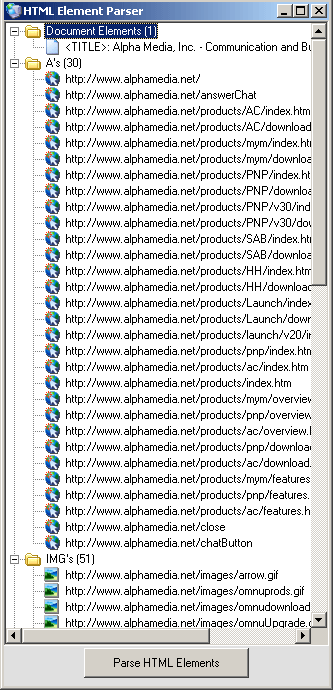 HTML Element Parser
Document Elements (1)
<TITLE>: Alpha Media, Inc. - Communication and Bu
A's (30)
http://www.alphamedia.net/
http://www.alphamedia.net/answerChat
http://www.alphamedia.net/products/AC/index.htm
http://www.alphamedia.net/products/AC/download
http://www.alphamedia.net/products/mym/index.htm
http://www.alphamedia.net/products/mym/downloa
http://www.alphamedia.net/products/PNP/index.htm
http://www.alphamedia.net/products/PNP/downloa
http://www.alphamedia.net/products/PNP/v30/ind
http://www.alphamedia.net/products/PNP/v30/do
http://www.alphamedia.net/products/SAB/index.htm
http://www.alphamedia.net/products/SAB/downloa
http://www.alphamedia.net/products/HH/index.htm
http://www.alphamedia.net/products/HH/download
http://www.alphamedia.net/products/Launch/index
http://www.alphamedia.net/products/Launch/down
http://www.alphamedia.net/products/launch/v20/in
http://www.alphamedia.net/products/pnp/index.htm
http://www.alphamedia.net/products/ac/index.htm
http://www.alphamedia.net/products/index.htm
http://www.alphamedia.net/products/mym/overview
http://www.alphamedia.net/products/pnp/overview
http://www.alphamedia.net/products/ac/overview.h
http://www.alphamedia.net/products/pnp/downloa
http://www.alphamedia.net/products/ac/download.
http://www.alphamedia.net/products/mym/features
http://www.alphamedia.net/products/pnp/features.
http://www.alphamedia.net/products/ac/features.h
http://www.alphamedia.net/close
http://www.alphamedia.net/chatButton
IMG's (51)
http://www.alphamedia.net/images/arrow.gif
http://www.alphamedia.net/images/omnuprods.gif
http://www.alphamedia.net/images/omnudownload
http://www.alphamedia.net/images/omnuUpgrade.g
Parse HTML Elements